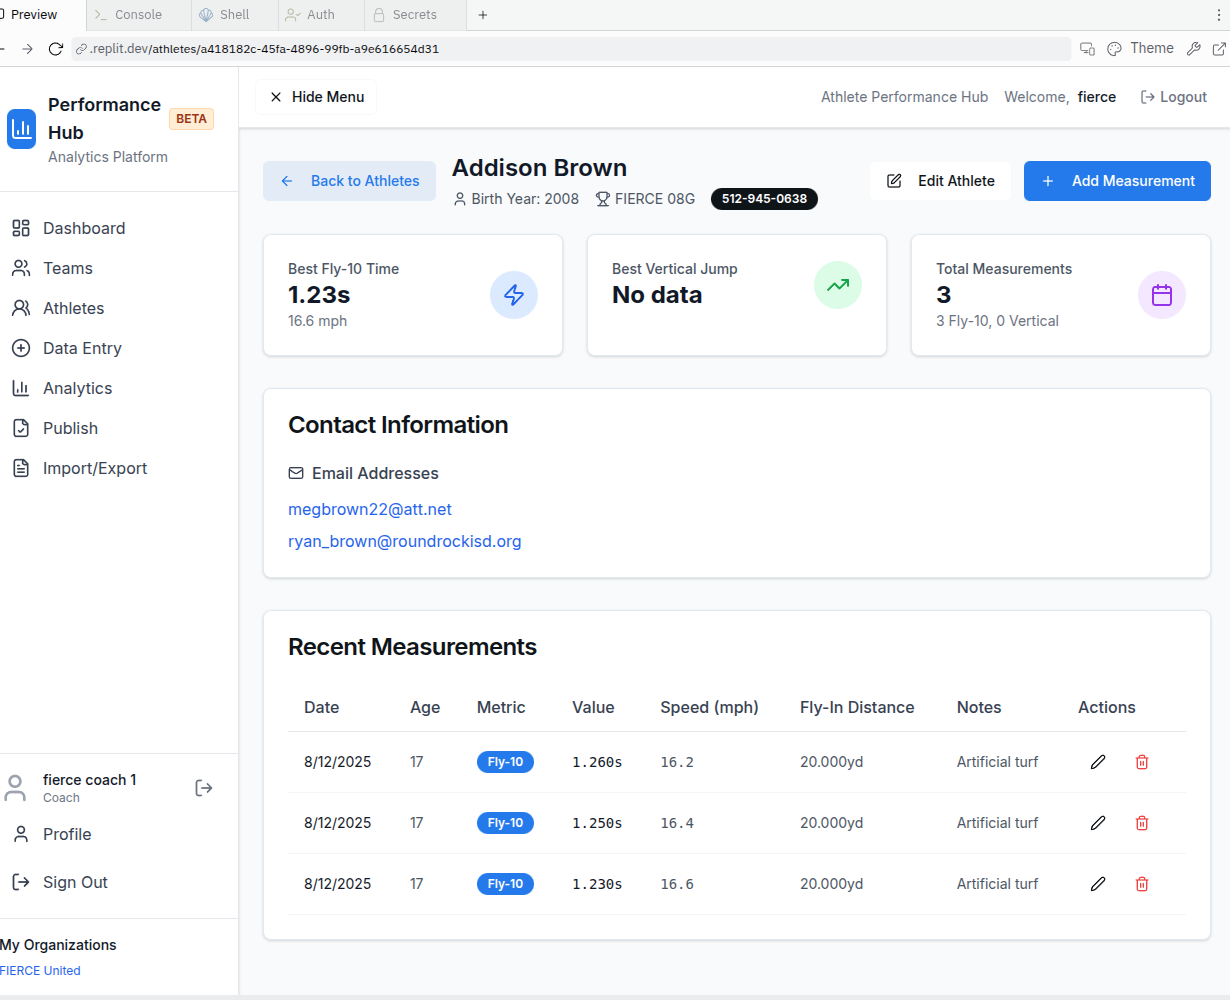 Preview
Console
Shell
Auth
Secrets
.replit.dev/athletes/a418182c-45fa-4896-99fb-a9e616654d31
Theme
Performance
Hub
BETA
Analytics Platform
Hide Menu
Athlete Performance Hub
Welcome, fierce
Logout
Dashboard
Teams
Athletes
Data Entry
Analytics
Publish
Import/Export
fierce coach 1
Coach
Profile
Sign Out
My Organizations
FIERCE United
Back to Athletes
Addison Brown
Birth Year: 2008
FIERCE 08G
512-945-0638
Edit Athlete
Add Measurement
Best Fly-10 Time
1.23s
16.6 mph
Best Vertical Jump
No data
Total Measurements
3
3 Fly-10, 0 Vertical
Contact Information
Email Addresses
megbrown22@att.net
ryan_brown@roundrockisd.org
Recent Measurements
Date Age Metric Value Speed (mph) Fly-In Distance Notes Actions
8/12/2025 17 Fly-10 1.260s 16.2 20.000yd Artificial turf
8/12/2025 17 Fly-10 1.250s 16.4 20.000yd Artificial turf
8/12/2025 17 Fly-10 1.230s 16.6 20.000yd Artificial turf